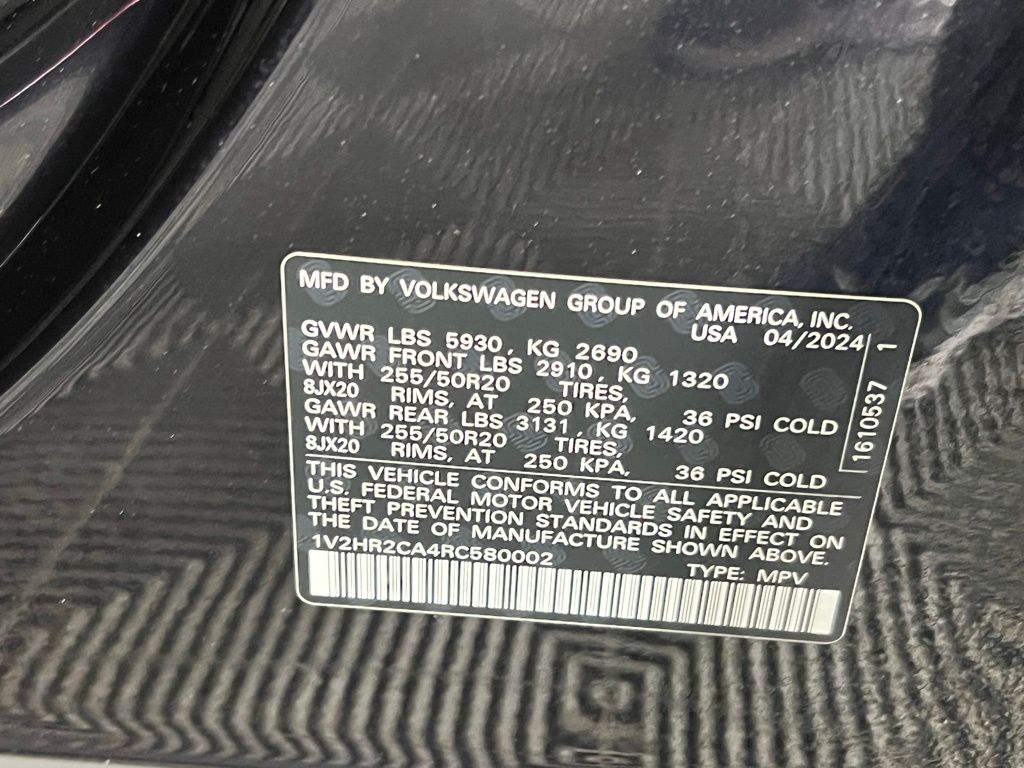 MFD BY VOLKSWAGEN GROUP OF AMERICA, INC.
USA 04/2024
GVWR LBS 5930, KG 2690
GAWR FRONT LBS 2910, KG 1320
WITH 255/50R20 TIRES,
8JX20 RIMS, AT 250 KPA, 36 PSI COLD
GAWR REAR LBS 3131, KG 1420
WITH 255/50R20 TIRES,
8JX20 RIMS, AT 250 KPA, 36 PSI COLD
THIS VEHICLE CONFORMS TO ALL APPLICABLE
U.S. FEDERAL MOTOR VEHICLE SAFETY AND
THEFT PREVENTION STANDARDS IN EFFECT ON
THE DATE OF MANUFACTURE SHOWN ABOVE.
1V2HR2CA4RC580002
TYPE: MPV
1610537 1